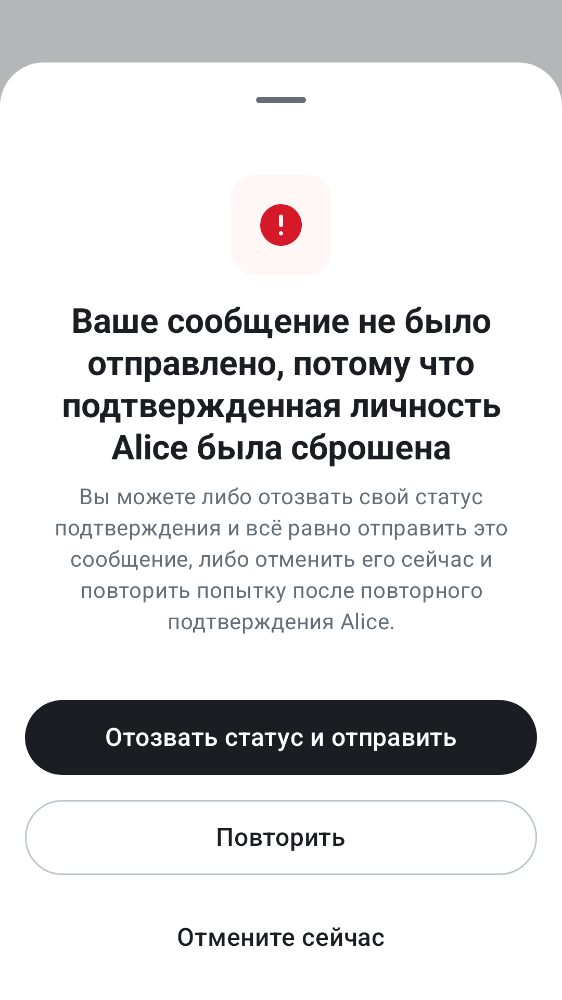 Ваше сообщение не было
отправлено, потому что
подтвержденная личность
Alice была сброшена
Вы можете либо отозвать свой статус
подтверждения и всё равно отправить это
сообщение, либо отменить его сейчас и
повторить попытку после повторного
подтверждения Alice.
Отозвать статус и отправить
Повторить
Отмените сейчас